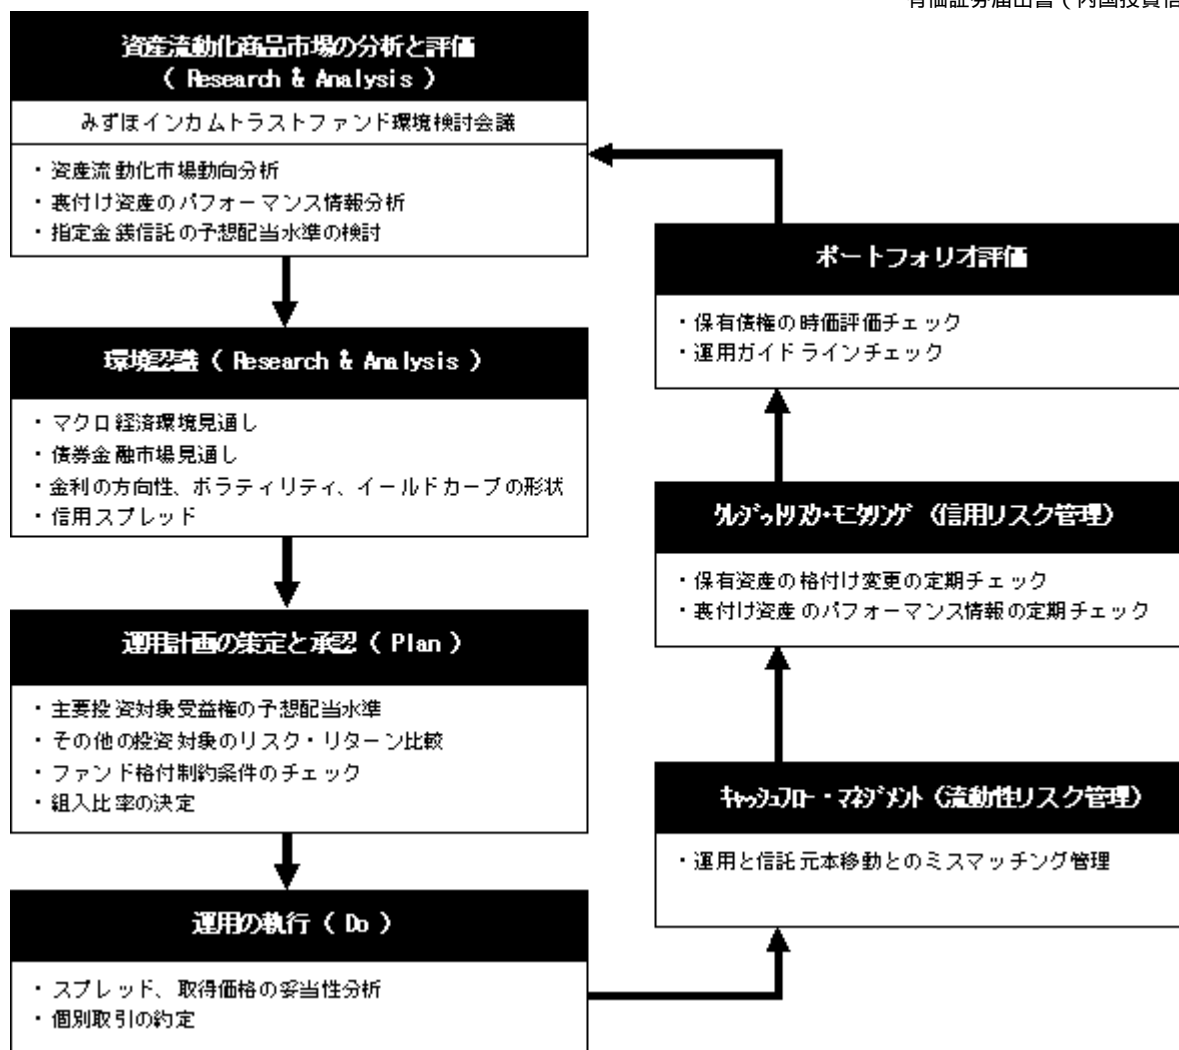 有価証券届出書（内国投資信
資産流動化商品市場の分析と評価
（ Research & Analysis ）
みずほインカムトラストファンド環境検討会議
・資産流動化市場動向分析
・裏付け資産のパフォーマンス情報分析
・指定金銭信託の予想配当水準の検討
環境認識（ Research & Analysis ）
・マクロ経済環境見通し
・債券金融市場見通し
・金利の方向性、ボラティリティ、イールドカーブの形状
・信用スプレッド
運用計画の策定と承認（ Plan ）
・主要投資対象受益権の予想配当水準
・その他の投資対象のリスク・リターン比較
・ファンド格付制約条件のチェック
・組入比率の決定
運用の執行（ Do ）
・スプレッド、取得価格の妥当性分析
・個別取引の約定
ポートフォリオ評価
・保有債権の時価評価チェック
・運用ガイドラインチェック
ｸﾚｼﾞｯﾄﾘｽｸ・ﾓﾆﾀﾘﾝｸﾞ（信用リスク管理）
・保有資産の格付け変更の定期チェック
・裏付け資産のパフォーマンス情報の定期チェック
ｷｬｯｼｭﾌﾛｰ・ﾏﾈｼﾞﾒﾝﾄ（流動性リスク管理）
・運用と信託元本移動とのミスマッチング管理